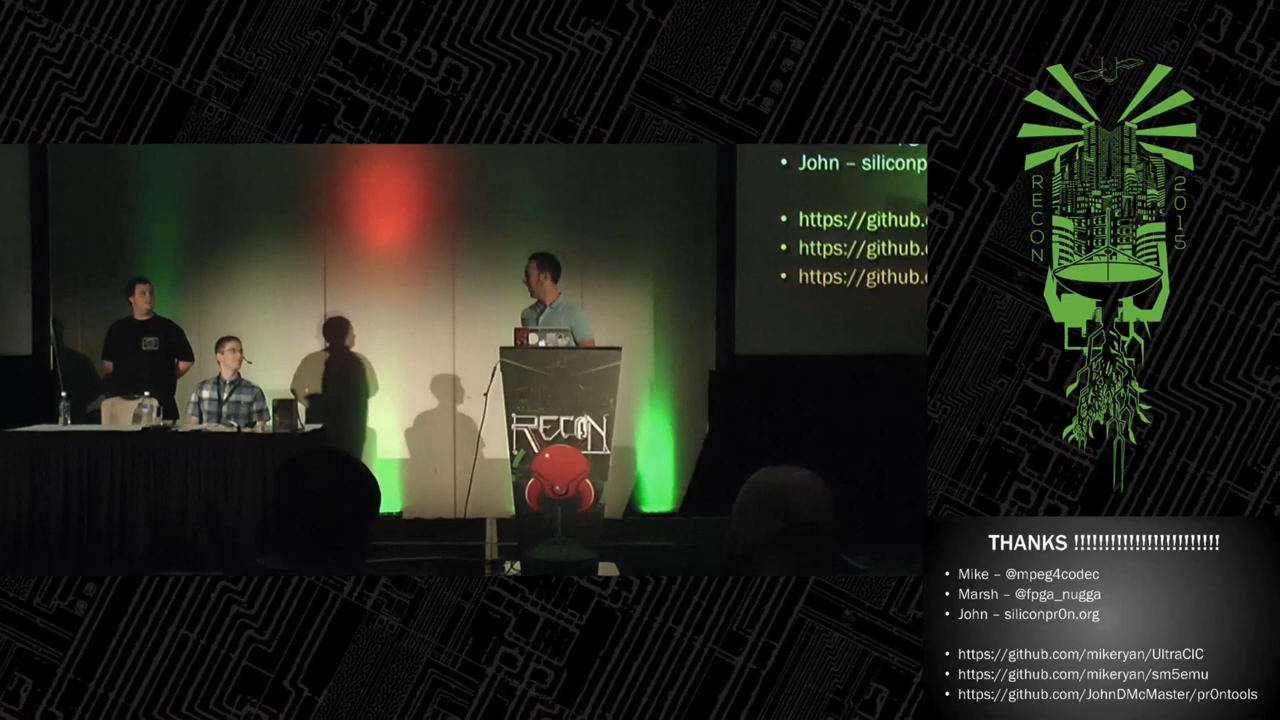 • John – siliconp
• https://github.
• https://github.
• https://github.
RECON
RECON
2015
THANKS !!!!!!!!!!!!!!!!!!!!!!!!!
• Mike – @mpeg4codec
• Marsh – @fpga_nugga
• John – siliconpr0n.org
• https://github.com/mikeryan/UltraCIC
• https://github.com/mikeryan/sm5emu
• https://github.com/JohnDMcMaster/pr0ntools